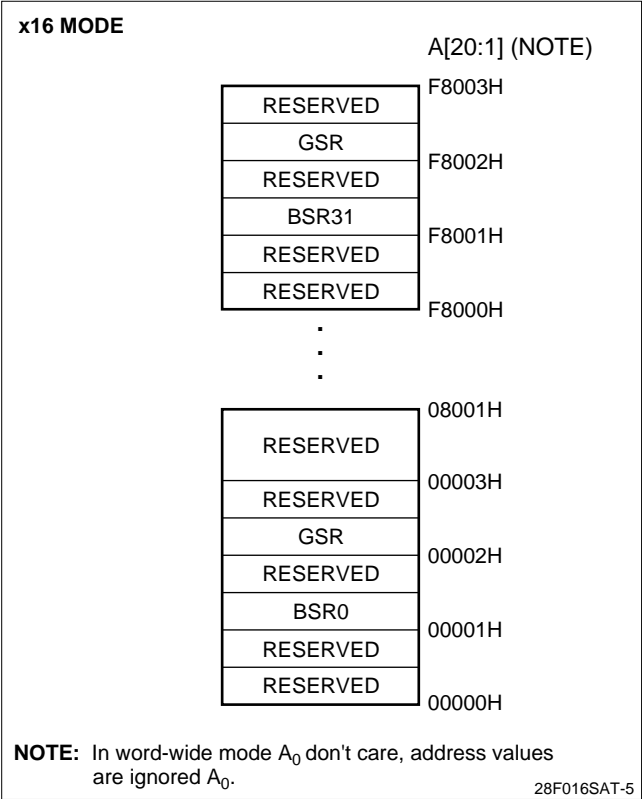 x16 MODE
A[20:1] (NOTE)
F8003H
RESERVED
GSR
F8002H
RESERVED
BSR31
F8001H
RESERVED
RESERVED
F8000H
.
.
.
08001H
RESERVED
00003H
RESERVED
GSR
00002H
RESERVED
BSR0
00001H
RESERVED
RESERVED
00000H
NOTE: In word-wide mode A0 don't care, address values
are ignored A0.
28F016SAT-5